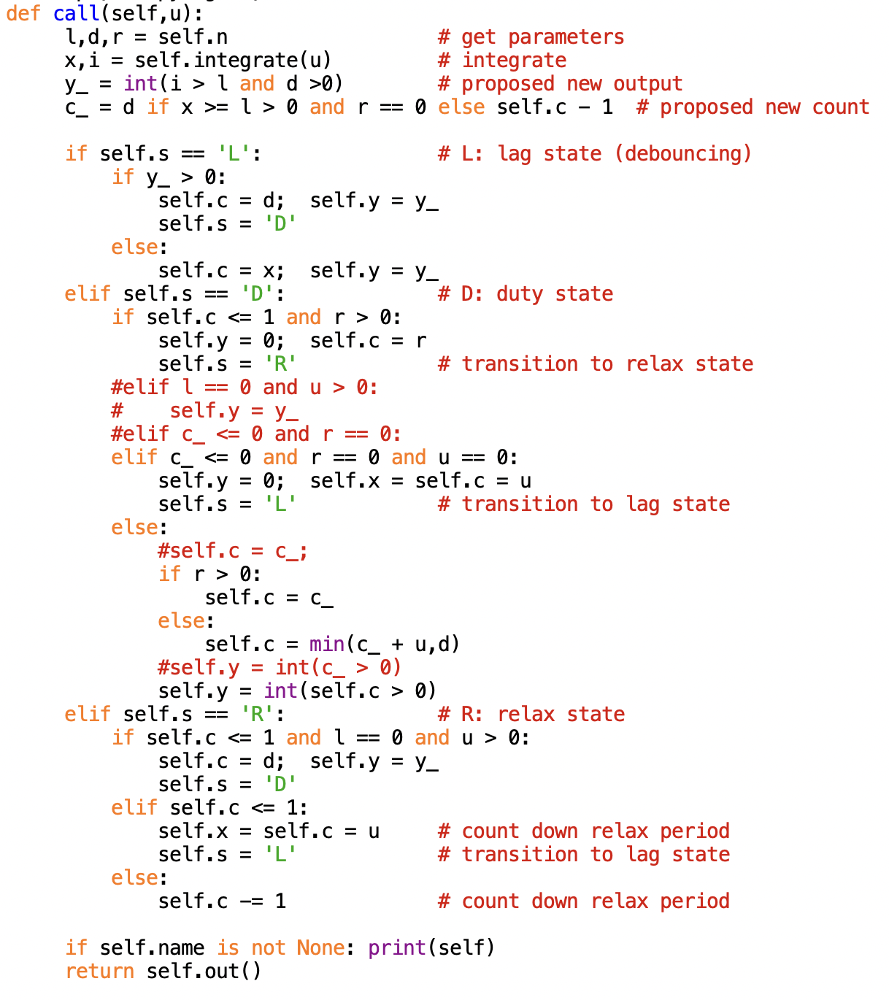 def call(self,u):
     l,d,r = self.n                  # get parameters
     x,i = self.integrate(u)         # integrate
     y_ = int(i > l and d >0)        # proposed new output
     c_ = d if x >= l > 0 and r == 0 else self.c - 1  # proposed new count

     if self.s == 'L':               # L: lag state (debouncing)
         if y_ > 0:
             self.c = d;  self.y = y_
             self.s = 'D'
         else:
             self.c = x;  self.y = y_
     elif self.s == 'D':             # D: duty state
         if self.c <= 1 and r > 0:
             self.y = 0;  self.c = r
             self.s = 'R'            # transition to relax state
         #elif l == 0 and u > 0:
         #    self.y = y_
         #elif c_ <= 0 and r == 0:
         elif c_ <= 0 and r == 0 and u == 0:
             self.y = 0;  self.x = self.c = u
             self.s = 'L'            # transition to lag state
         else:
             #self.c = c_;
             if r > 0:
                 self.c = c_
             else:
                 self.c = min(c_ + u,d)
             #self.y = int(c_ > 0)
             self.y = int(self.c > 0)
     elif self.s == 'R':             # R: relax state
         if self.c <= 1 and l == 0 and u > 0:
             self.c = d;  self.y = y_
             self.s = 'D'
         elif self.c <= 1:
             self.x = self.c = u     # count down relax period
             self.s = 'L'            # transition to lag state
         else:
             self.c -= 1             # count down relax period

     if self.name is not None: print(self)
     return self.out()